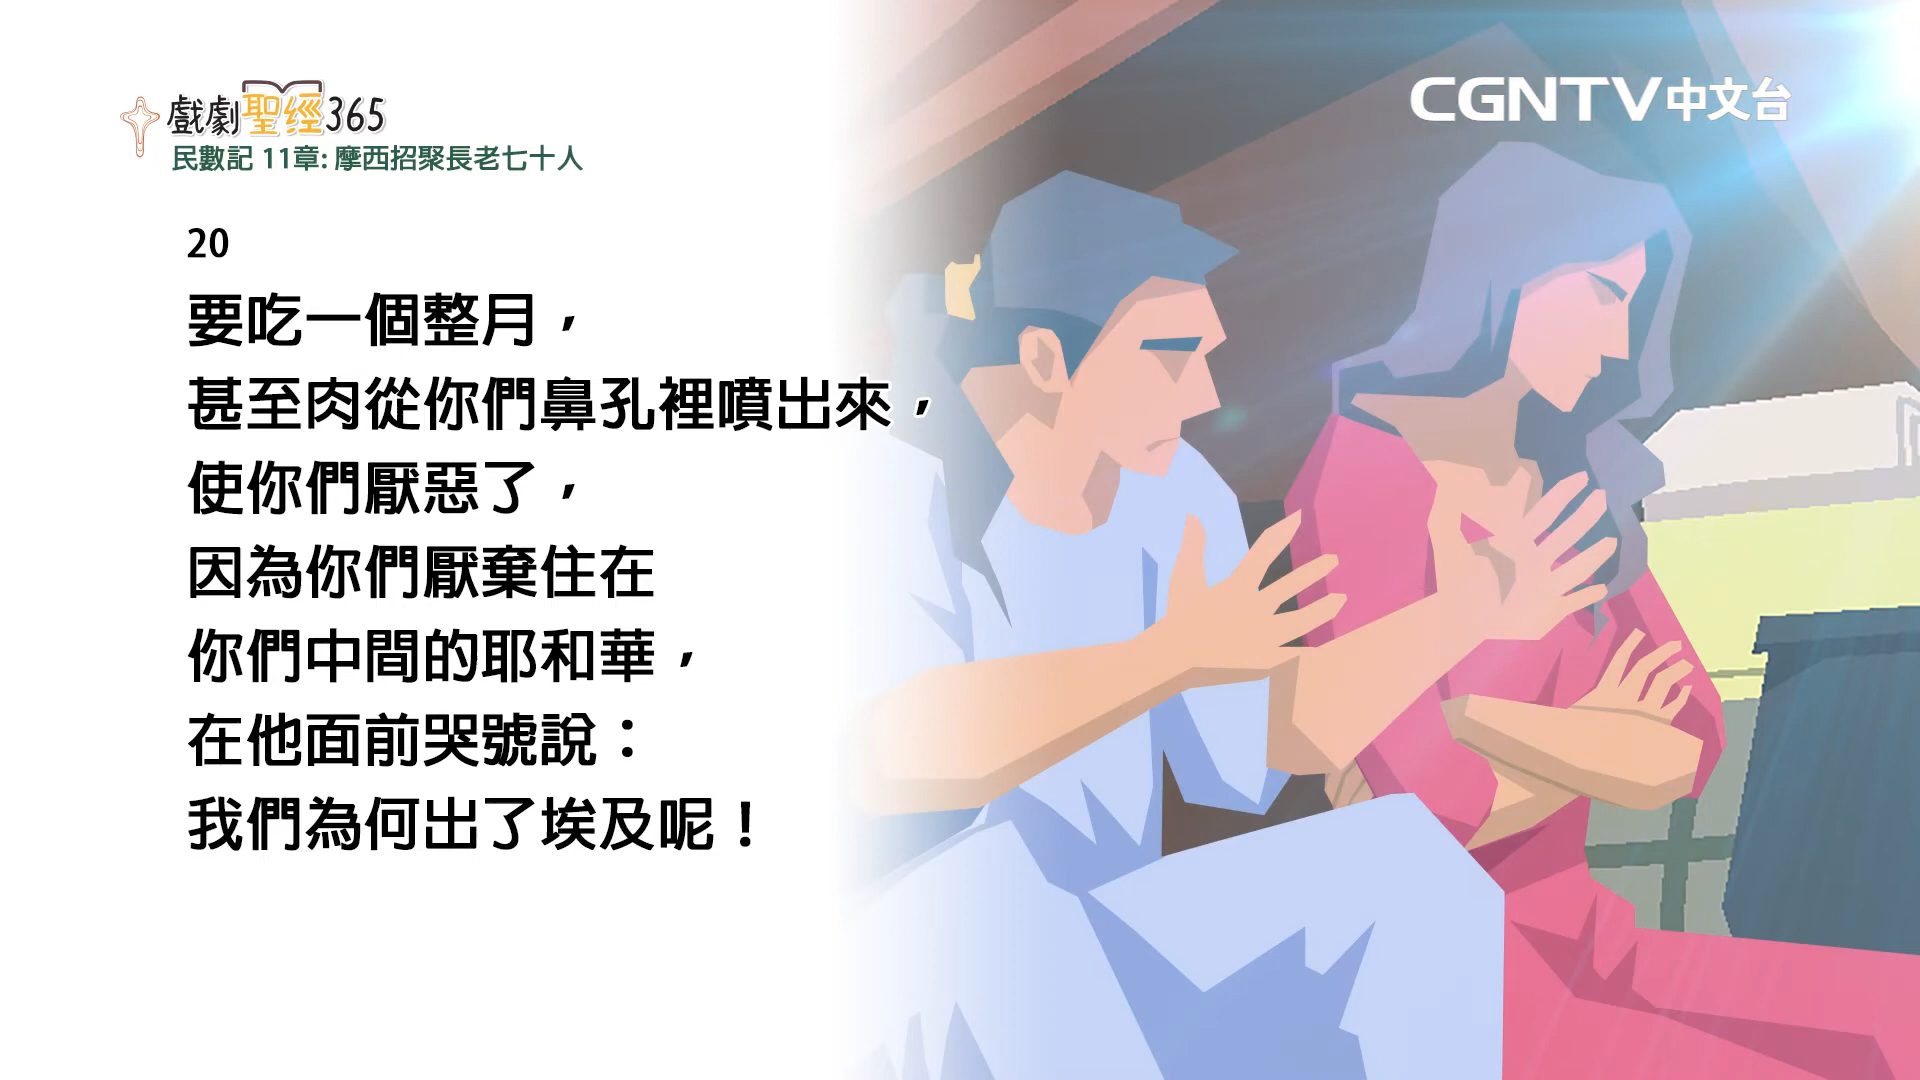 戲劇聖經365
CGNTV中文台
民數記 11章: 摩西招聚長老七十人
20
要吃一個整月，
甚至肉從你們鼻孔裡噴出來，
使你們厭惡了，
因為你們厭棄住在
你們中間的耶和華，
在他面前哭號說：
我們為何出了埃及呢！